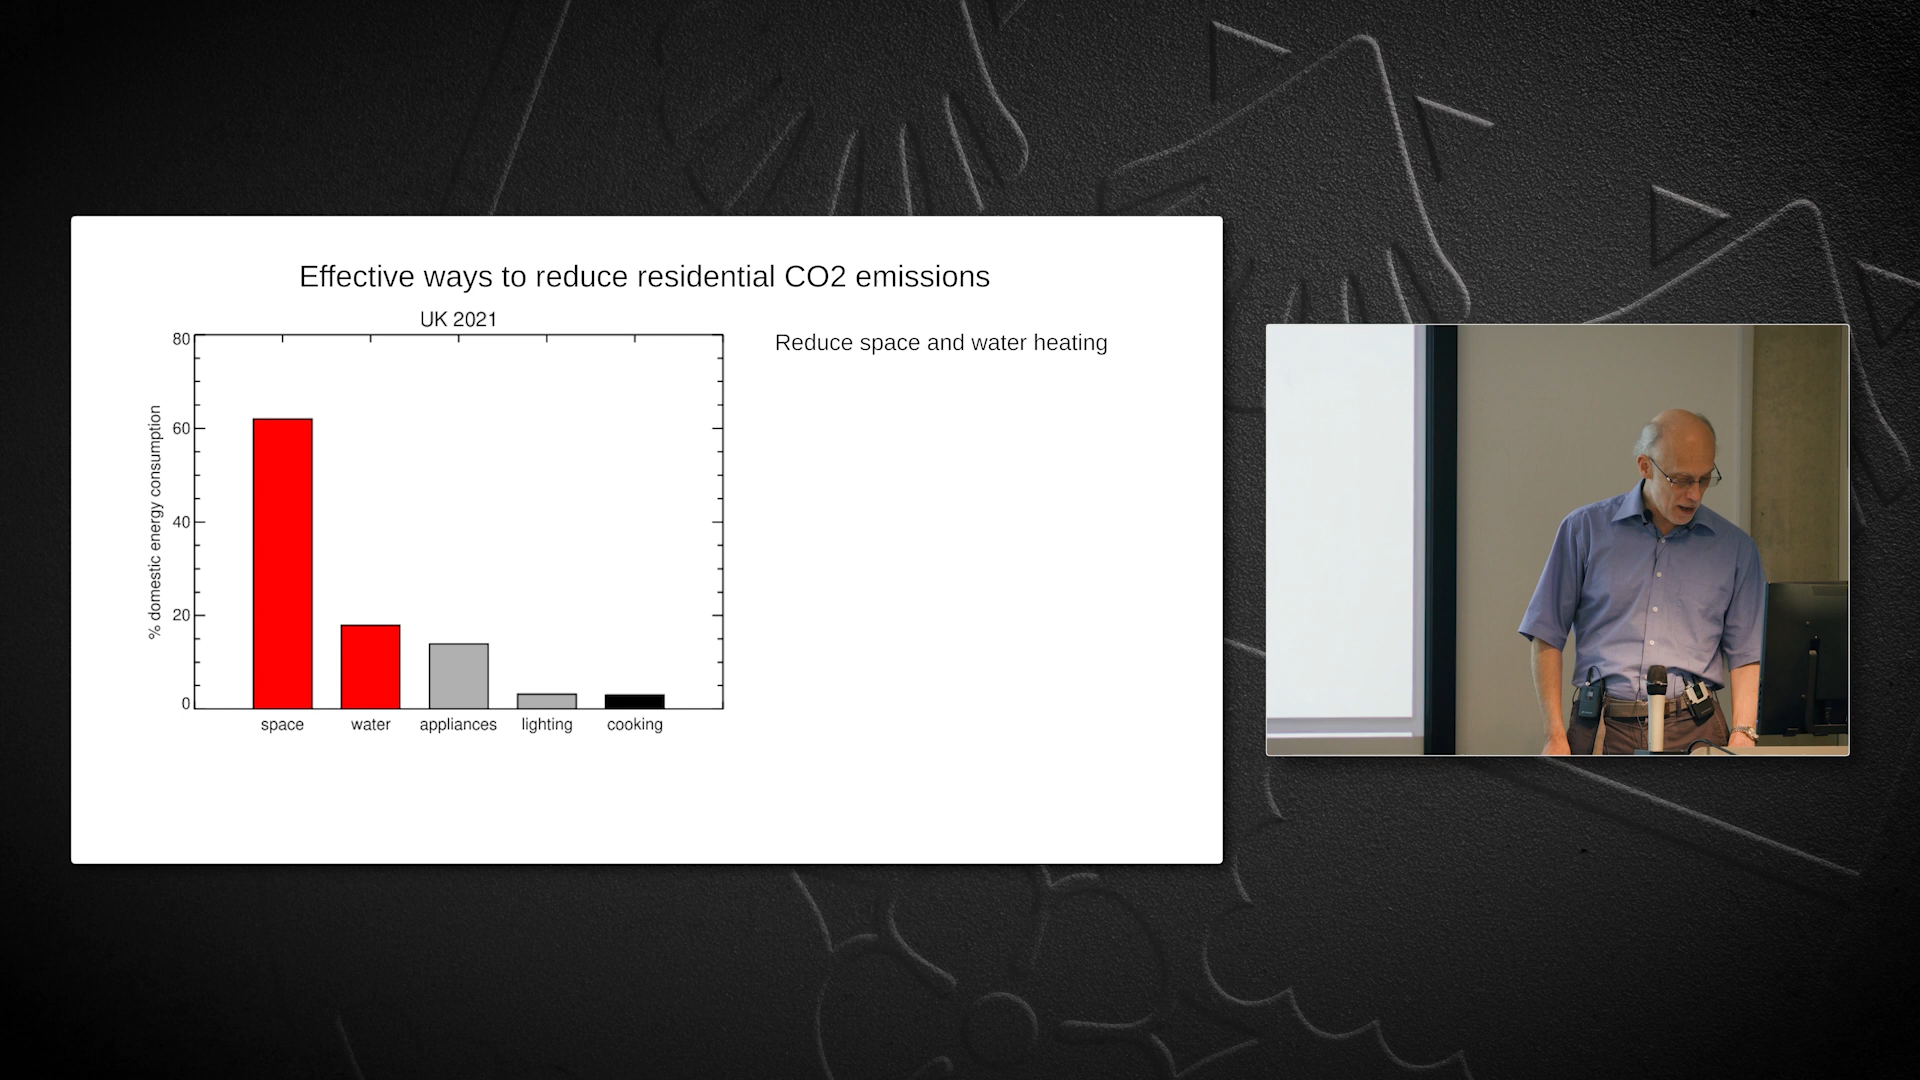 Effective ways to reduce residential CO2 emissions
UK 2021
Reduce space and water heating
% domestic energy consumption
80
60
40
20
0
space water appliances lighting cooking